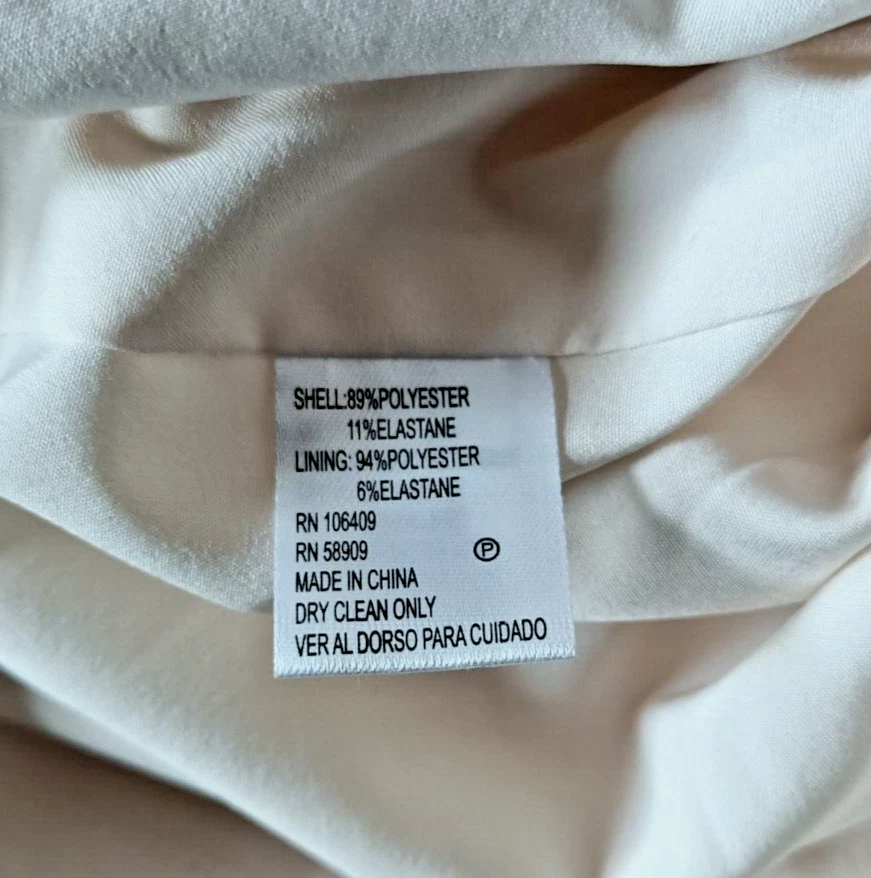 SHELL:89%POLYESTER
11%ELASTANE
LINING: 94%POLYESTER
6%ELASTANE
RN 106409
RN 58909 Ⓟ
MADE IN CHINA
DRY CLEAN ONLY
VER AL DORSO PARA CUIDADO